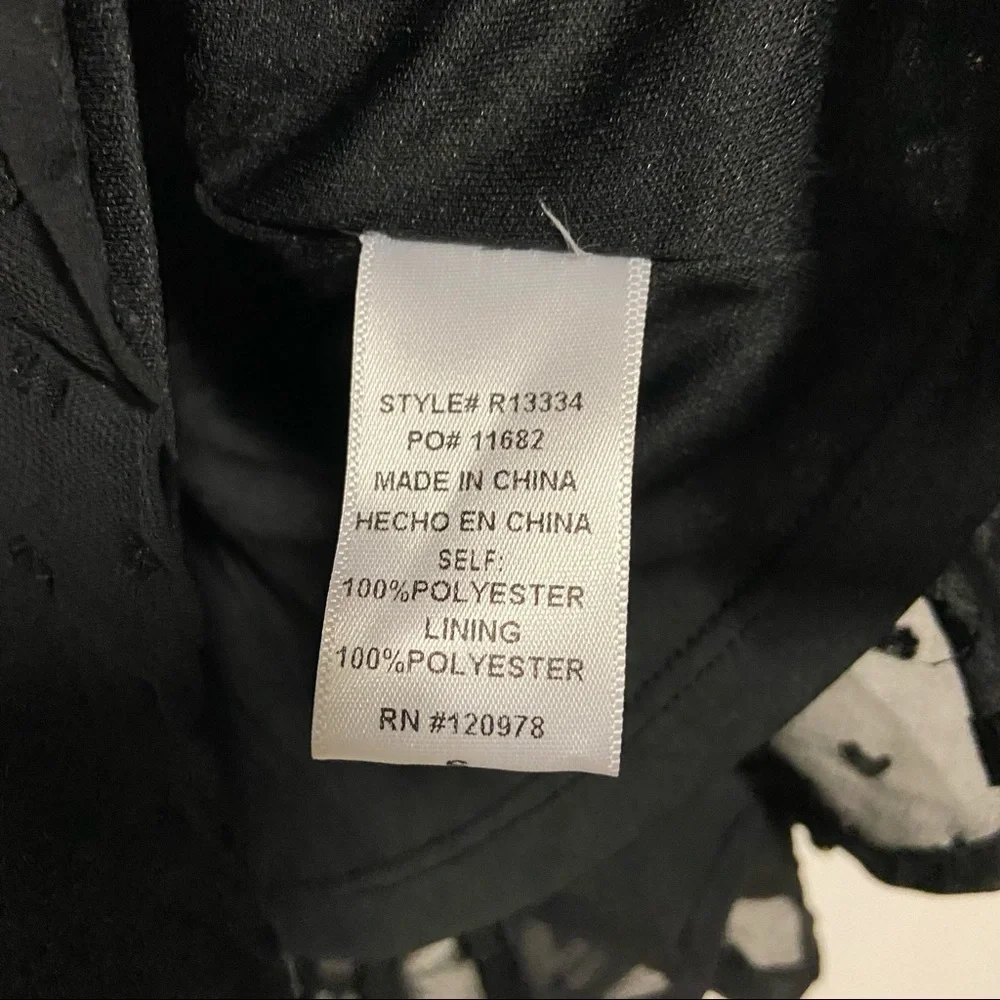 STYLE# R13334
PO# 11682
MADE IN CHINA
HECHO EN CHINA
SELF:
100%POLYESTER
LINING
100%POLYESTER
RN #120978